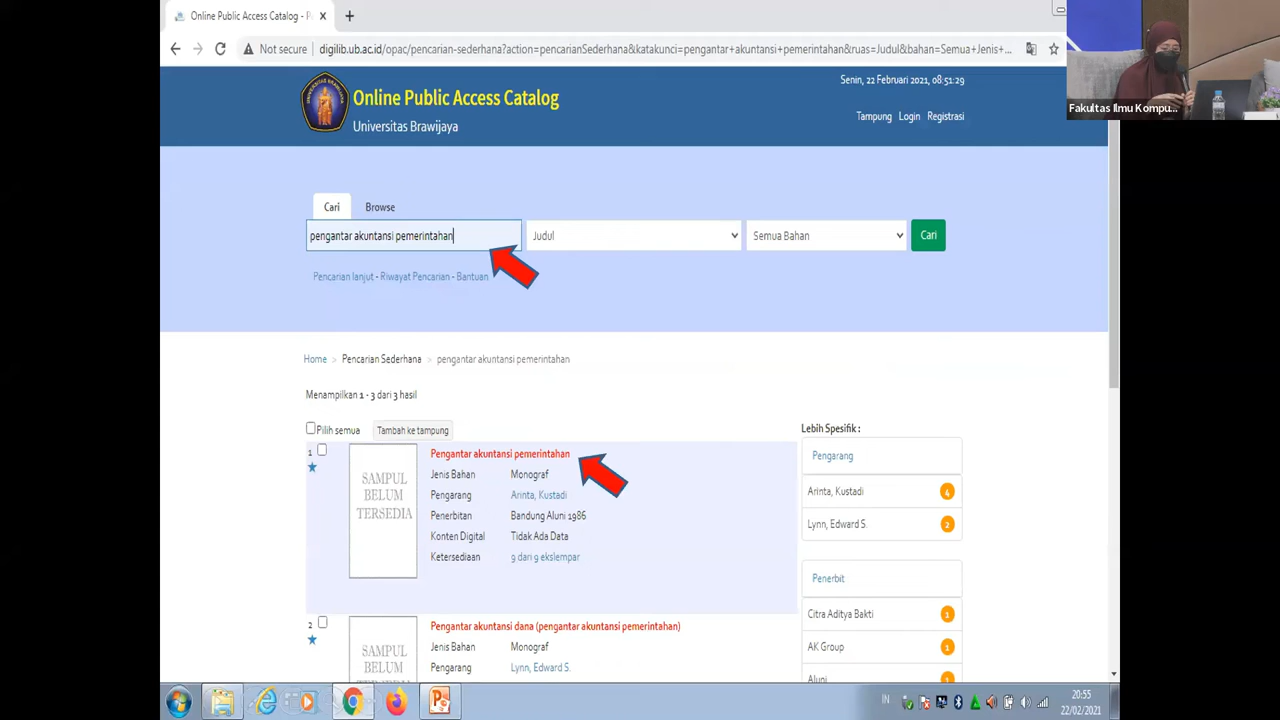 Online Public Access Catalog - P
Not secure
digilib.ub.ac.id/opac/pencarian-sederhana?action=pencarianSederhana&katakunci=pengantar+akuntansi+pemerintahan&ruas=Judul&bahan=Semua+Jenis+...
Fakultas Ilmu Kompu...
Senin, 22 Februari 2021, 08:51:29
Online Public Access Catalog
Universitas Brawijaya
Tampung Login Registrasi
Cari Browse
pengantar akuntansi pemerintahan Judul Semua Bahan Cari
Pencarian lanjut - Riwayat Pencarian - Bantuan
Home > Pencarian Sederhana > pengantar akuntansi pemerintahan
Menampilkan 1 - 3 dari 3 hasil
Pilih semua Tambah ke tampung
1
SAMPUL
BELUM
TERSEDIA
Pengantar akuntansi pemerintahan
Jenis Bahan Monograf
Pengarang Arinta, Kustadi
Penerbitan Bandung Aluni 1986
Konten Digital Tidak Ada Data
Ketersediaan 9 dari 9 ekslempar
2
SAMPUL
BELUM
Pengantar akuntansi dana (pengantar akuntansi pemerintahan)
Jenis Bahan Monograf
Pengarang Lynn, Edward S.
Lebih Spesifik :
Pengarang
Arinta, Kustadi 4
Lynn, Edward S. 2
Penerbit
Citra Aditya Bakti 1
AK Group 1
Aluni 1
IN
20:55
22/02/2021